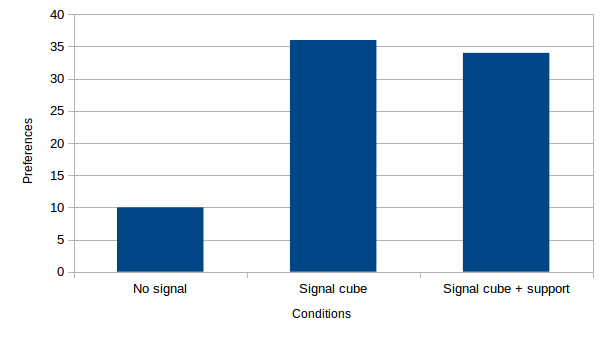 40
35
30
25
20
15
10
5
0
Preferences
No signal
Signal cube
Signal cube + support
Conditions